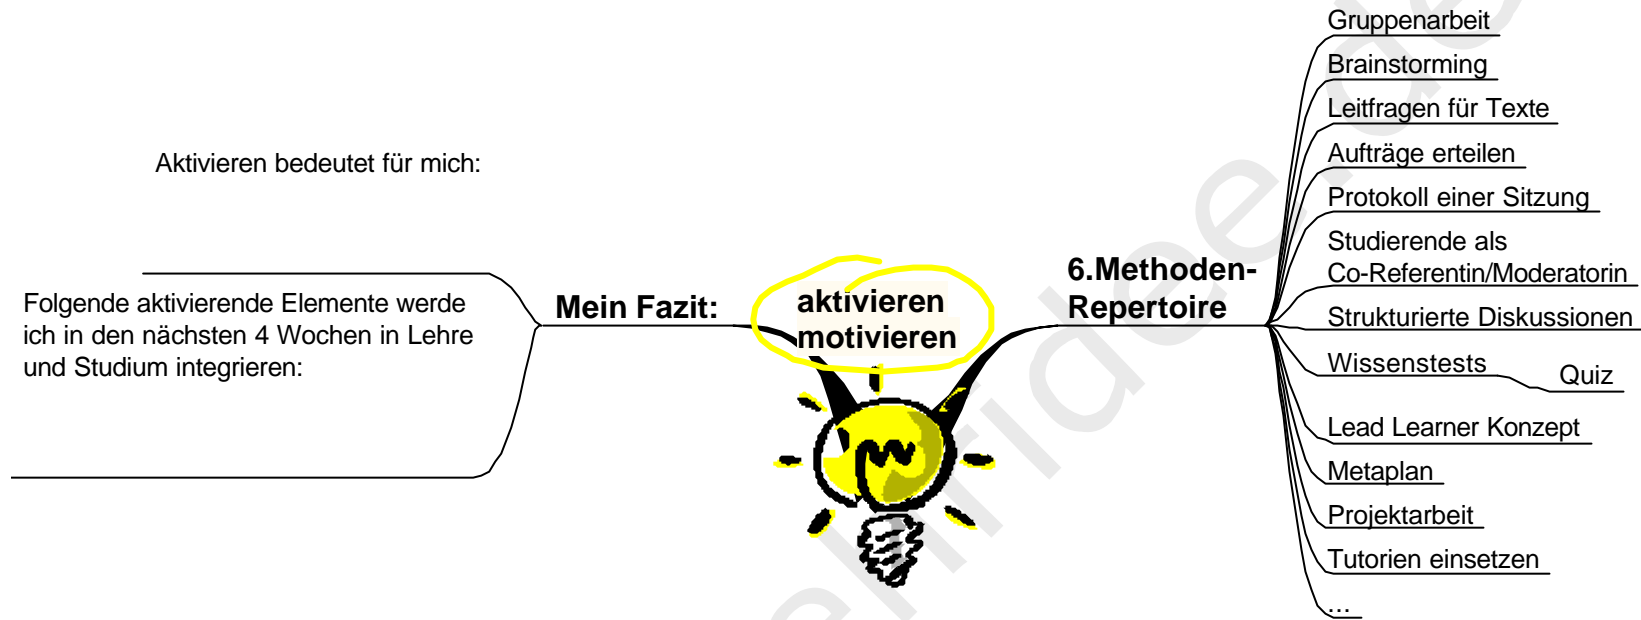 Aktivieren bedeutet für mich:
Folgende aktivierende Elemente werde
ich in den nächsten 4 Wochen in Lehre
und Studium integrieren:
Mein Fazit:
aktivieren
motivieren
6.Methoden-
Repertoire
Gruppenarbeit
Brainstorming
Leitfragen für Texte
Aufträge erteilen
Protokoll einer Sitzung
Studierende als
Co-Referentin/Moderatorin
Strukturierte Diskussionen
Wissenstests
Quiz
Lead Learner Konzept
Metaplan
Projektarbeit
Tutorien einsetzen
...